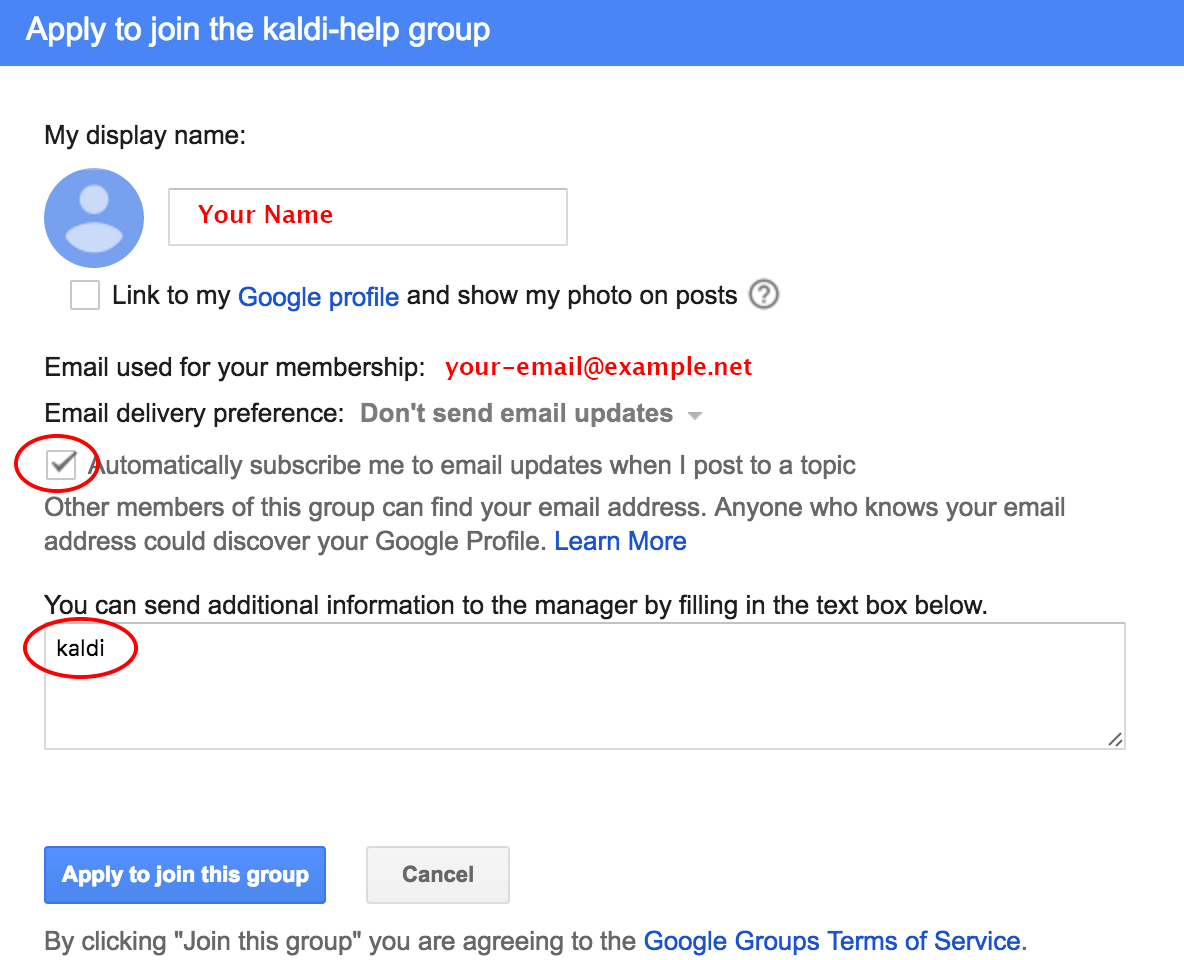 Apply to join the kaldi-help group
My display name:
Your Name
Link to my Google profile and show my photo on posts ?
Email used for your membership: your-email@example.net
Email delivery preference: Don't send email updates
Automatically subscribe me to email updates when I post to a topic
Other members of this group can find your email address. Anyone who knows your email
address could discover your Google Profile. Learn More
You can send additional information to the manager by filling in the text box below.
kaldi
Apply to join this group Cancel
By clicking "Join this group" you are agreeing to the Google Groups Terms of Service.